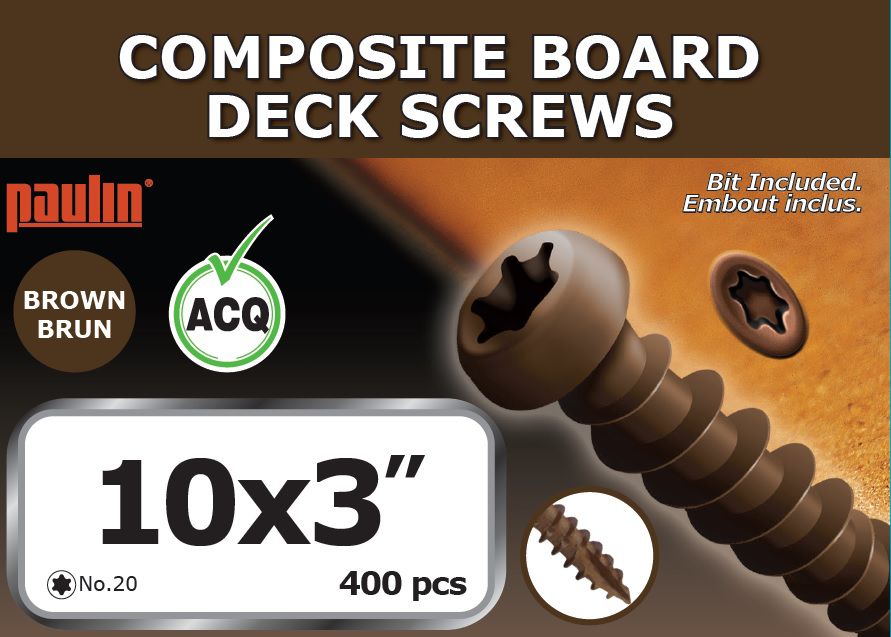 COMPOSITE BOARD
DECK SCREWS
paulin®
Bit Included.
Embout inclus.
BROWN
BRUN
ACQ
10x3"
No.20
400 pcs